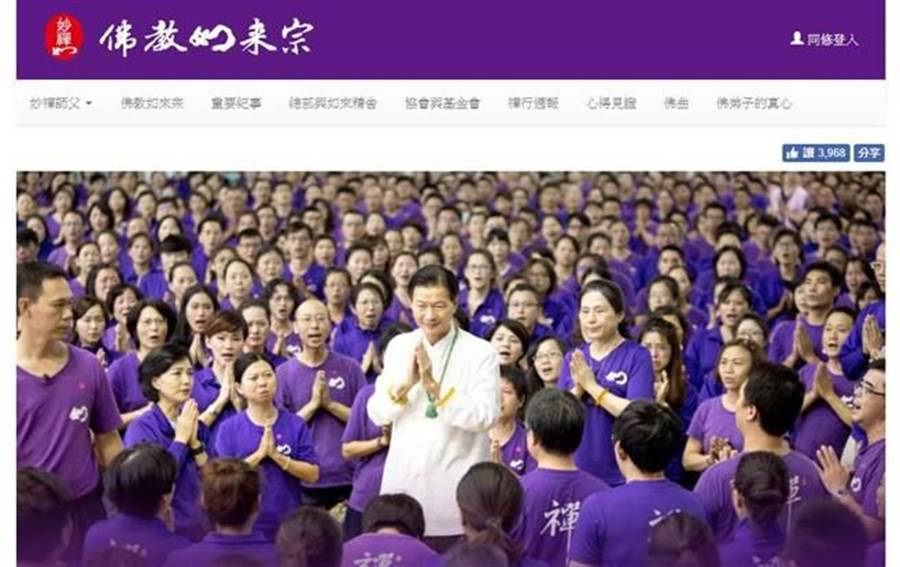 妙禪
佛教如来宗
同修登入
妙禪師父
佛教如來宗
重要紀事
總部與如來精舍
協會與基金會
禪行週報
心得見證
佛曲
佛弟子的真心
讚 3,968
分享
禪
禪